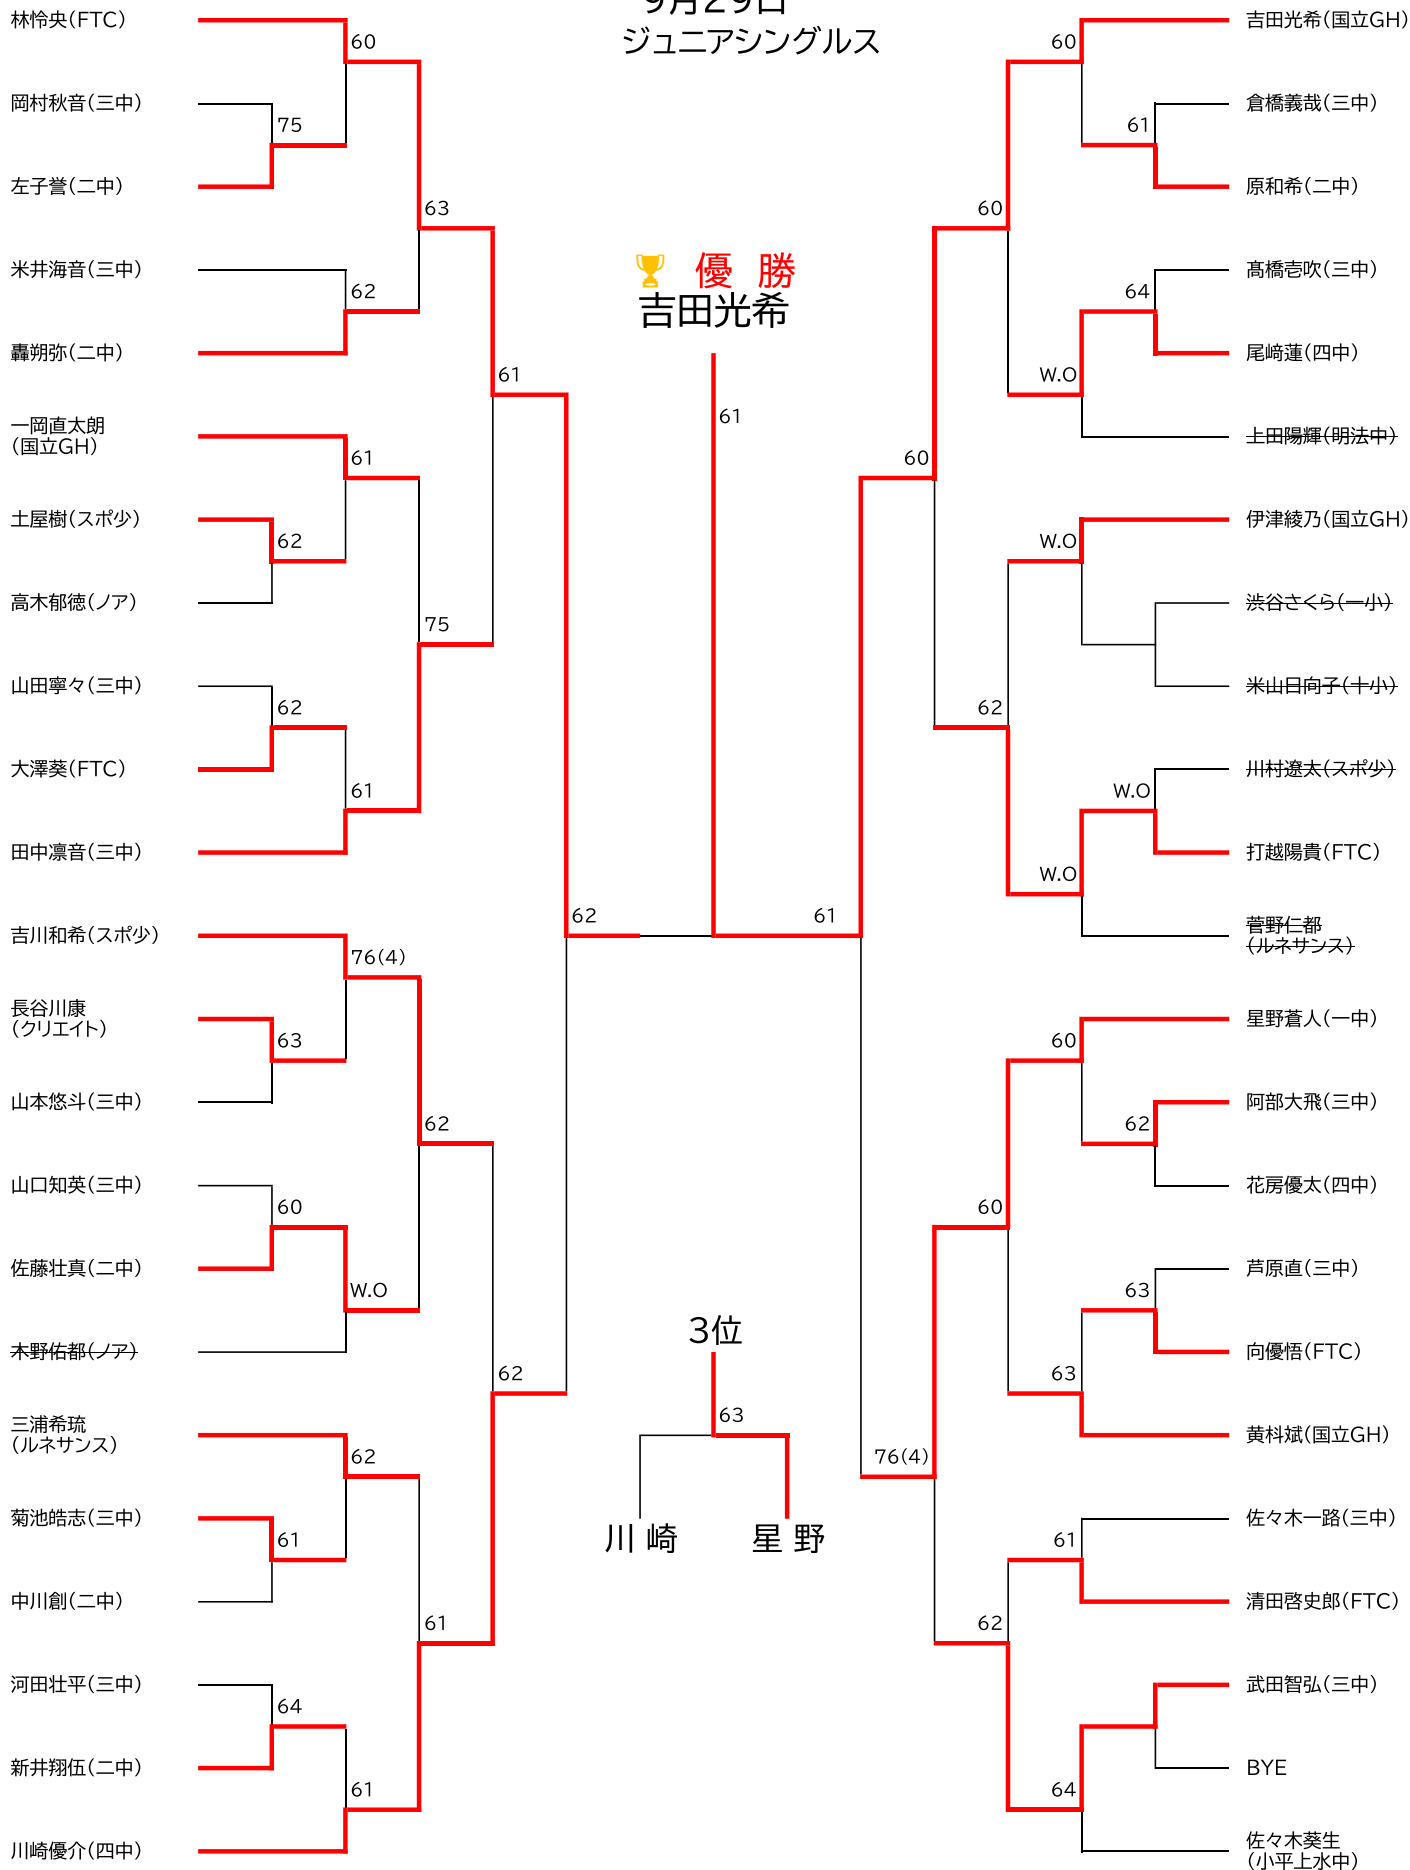 9月29日
ジュニアシングルス
林怜央(FTC)
60
岡村秋音(三中)
75
左子誉(二中)
63
米井海音(三中)
62
轟朔弥(二中)
61
一岡直太朗
(国立GH)
61
土屋樹(スポ少)
62
高木郁徳(ノア)
75
山田寧々(三中)
62
大澤葵(FTC)
61
田中凛音(三中)
62
吉川和希(スポ少)
76(4)
長谷川康
(クリエイト)
63
山本悠斗(三中)
62
山口知英(三中)
60
佐藤壮真(二中)
W.O
木野佑都(ノア)
62
三浦希琉
(ルネサンス)
62
菊池皓志(三中)
61
中川創(二中)
61
河田壮平(三中)
64
新井翔伍(二中)
61
川崎優介(四中)
優 勝
吉田光希
61
3位
63
川 崎
星 野
吉田光希(国立GH)
60
倉橋義哉(三中)
61
原和希(二中)
60
髙橋壱吹(三中)
64
尾﨑蓮(四中)
W.O
上田陽輝(明法中)
60
伊津綾乃(国立GH)
W.O
渋谷さくら(一小)
米山日向子(十小)
62
川村遼太(スポ少)
W.O
打越陽貴(FTC)
W.O
菅野仁都
(ルネサンス)
61
星野蒼人(一中)
60
阿部大飛(三中)
62
花房優太(四中)
60
芦原直(三中)
63
向優悟(FTC)
63
黄科斌(国立GH)
76(4)
佐々木一路(三中)
61
清田啓史郎(FTC)
62
武田智弘(三中)
BYE
64
佐々木葵生
(小平上水中)